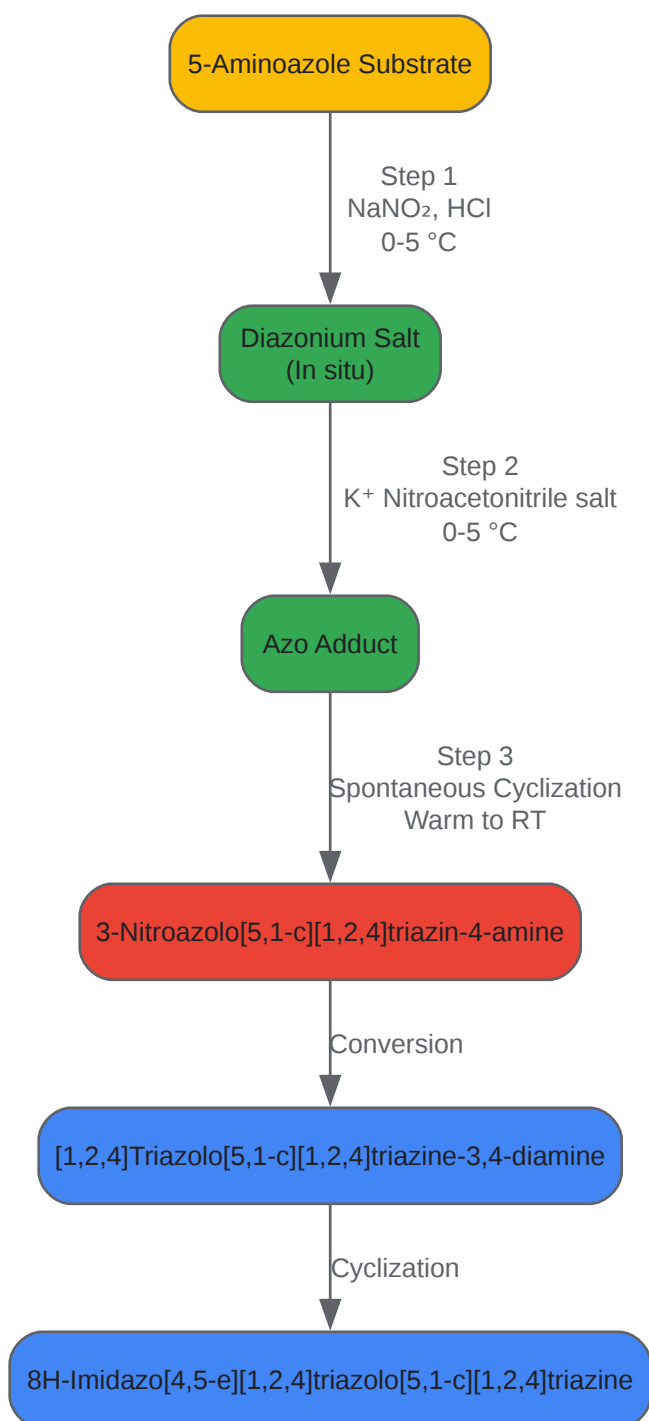 5-Aminoazole Substrate
Step 1
NaNO₂, HCl
0-5 °C
Diazonium Salt
(In situ)
Step 2
K⁺ Nitroacetonitrile salt
0-5 °C
Azo Adduct
Step 3
Spontaneous Cyclization
Warm to RT
3-Nitroazolo[5,1-c][1,2,4]triazin-4-amine
Conversion
[1,2,4]Triazolo[5,1-c][1,2,4]triazine-3,4-diamine
Cyclization
8H-Imidazo[4,5-e][1,2,4]triazolo[5,1-c][1,2,4]triazine